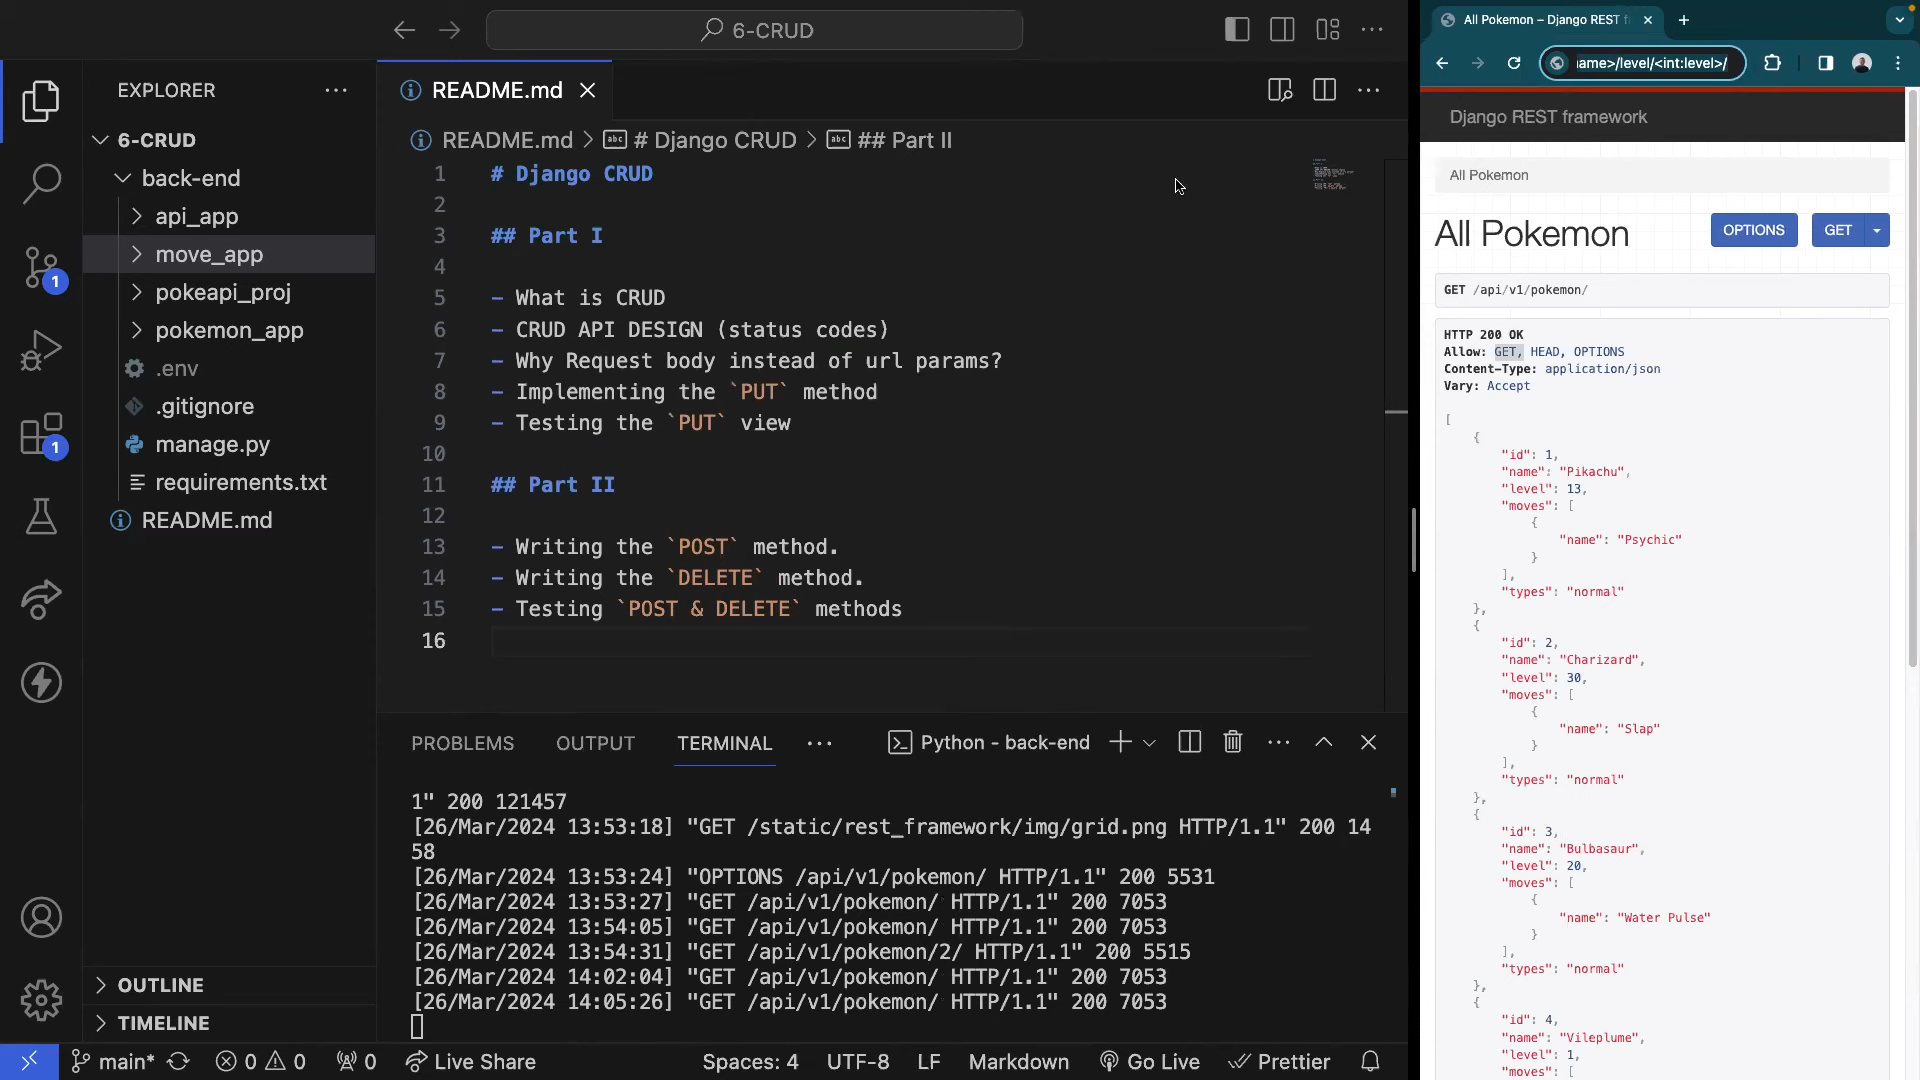 6-CRUD
EXPLORER
6-CRUD
back-end
api_app
move_app
pokeapi_proj
pokemon_app
.env
.gitignore
manage.py
requirements.txt
README.md
OUTLINE
TIMELINE
1
1
README.md
README.md > # Django CRUD > ## Part II
1 # Django CRUD
2
3 ## Part I
4
5 - What is CRUD
6 - CRUD API DESIGN (status codes)
7 - Why Request body instead of url params?
8 - Implementing the `PUT` method
9 - Testing the `PUT` view
10
11 ## Part II
12
13 - Writing the `POST` method.
14 - Writing the `DELETE` method.
15 - Testing `POST & DELETE` methods
16
PROBLEMS OUTPUT TERMINAL Python - back-end
1" 200 121457
[26/Mar/2024 13:53:18] "GET /static/rest_framework/img/grid.png HTTP/1.1" 200 14
58
[26/Mar/2024 13:53:24] "OPTIONS /api/v1/pokemon/ HTTP/1.1" 200 5531
[26/Mar/2024 13:53:27] "GET /api/v1/pokemon/ HTTP/1.1" 200 7053
[26/Mar/2024 13:54:05] "GET /api/v1/pokemon/ HTTP/1.1" 200 7053
[26/Mar/2024 13:54:31] "GET /api/v1/pokemon/2/ HTTP/1.1" 200 5515
[26/Mar/2024 14:02:04] "GET /api/v1/pokemon/ HTTP/1.1" 200 7053
[26/Mar/2024 14:05:26] "GET /api/v1/pokemon/ HTTP/1.1" 200 7053
main* 0 0 0 Live Share Spaces: 4 UTF-8 LF Markdown Go Live Prettier
All Pokemon – Django REST f
name>/level/<int:level>/
Django REST framework
All Pokemon
All Pokemon OPTIONS GET
GET /api/v1/pokemon/
HTTP 200 OK
Allow: GET, HEAD, OPTIONS
Content-Type: application/json
Vary: Accept
[
{
"id": 1,
"name": "Pikachu",
"level": 13,
"moves": [
{
"name": "Psychic"
}
],
"types": "normal"
},
{
"id": 2,
"name": "Charizard",
"level": 30,
"moves": [
{
"name": "Slap"
}
],
"types": "normal"
},
{
"id": 3,
"name": "Bulbasaur",
"level": 20,
"moves": [
{
"name": "Water Pulse"
}
],
"types": "normal"
},
{
"id": 4,
"name": "Vileplume",
"level": 1,
"moves": [